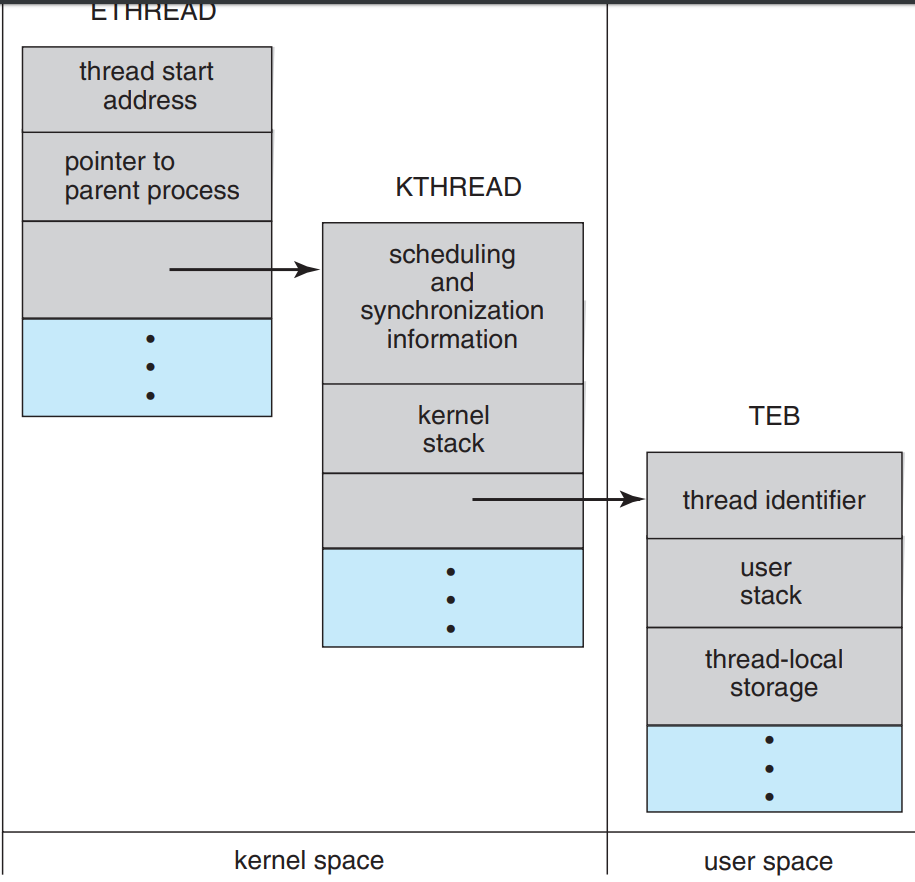 ETHREAD
thread start
address
pointer to
parent process
KTHREAD
scheduling
and
synchronization
information
kernel
stack
TEB
thread identifier
user
stack
thread-local
storage
kernel space
user space